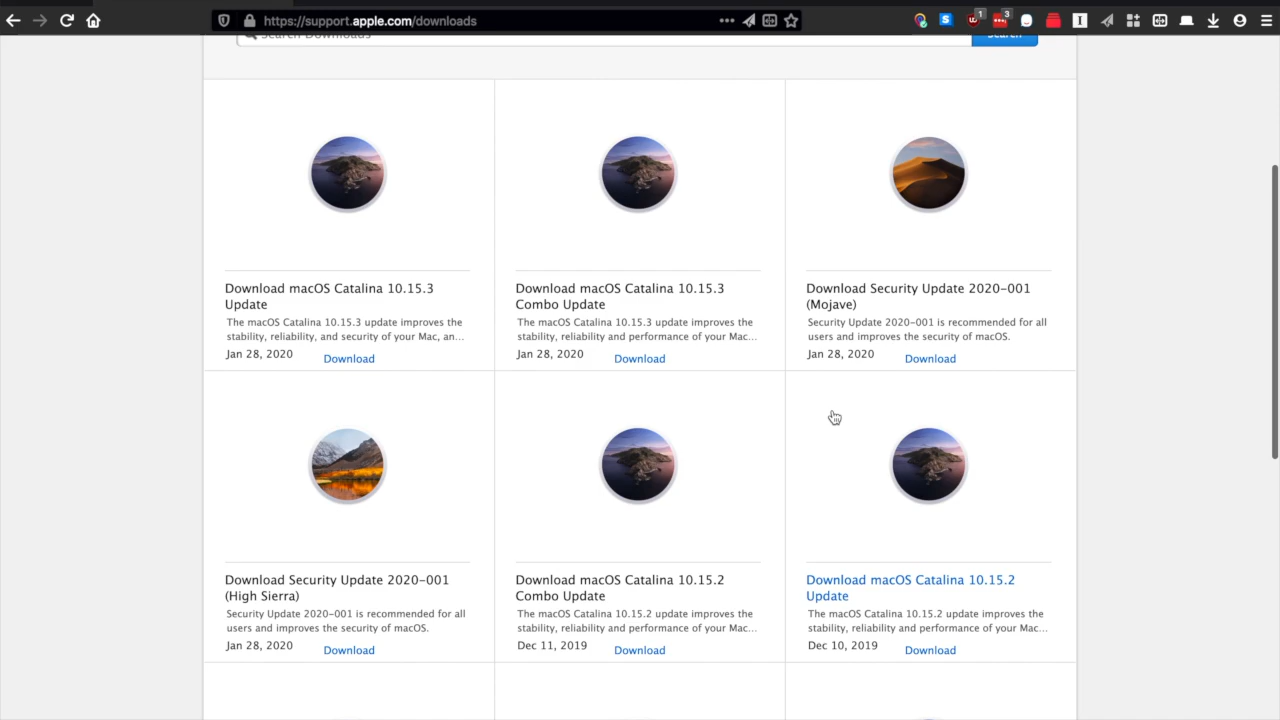 https://support.apple.com/downloads
1
3
Search Downloads
Search
Download macOS Catalina 10.15.3
Update
The macOS Catalina 10.15.3 update improves the
stability, reliability, and security of your Mac, an...
Jan 28, 2020
Download
Download macOS Catalina 10.15.3
Combo Update
The macOS Catalina 10.15.3 update improves the
stability, reliability and performance of your Mac...
Jan 28, 2020
Download
Download Security Update 2020-001
(Mojave)
Security Update 2020-001 is recommended for all
users and improves the security of macOS.
Jan 28, 2020
Download
Download Security Update 2020-001
(High Sierra)
Security Update 2020-001 is recommended for all
users and improves the security of macOS.
Jan 28, 2020
Download
Download macOS Catalina 10.15.2
Combo Update
The macOS Catalina 10.15.2 update improves the
stability, reliability and performance of your Mac...
Dec 11, 2019
Download
Download macOS Catalina 10.15.2
Update
The macOS Catalina 10.15.2 update improves the
stability, reliability and performance of your Mac...
Dec 10, 2019
Download